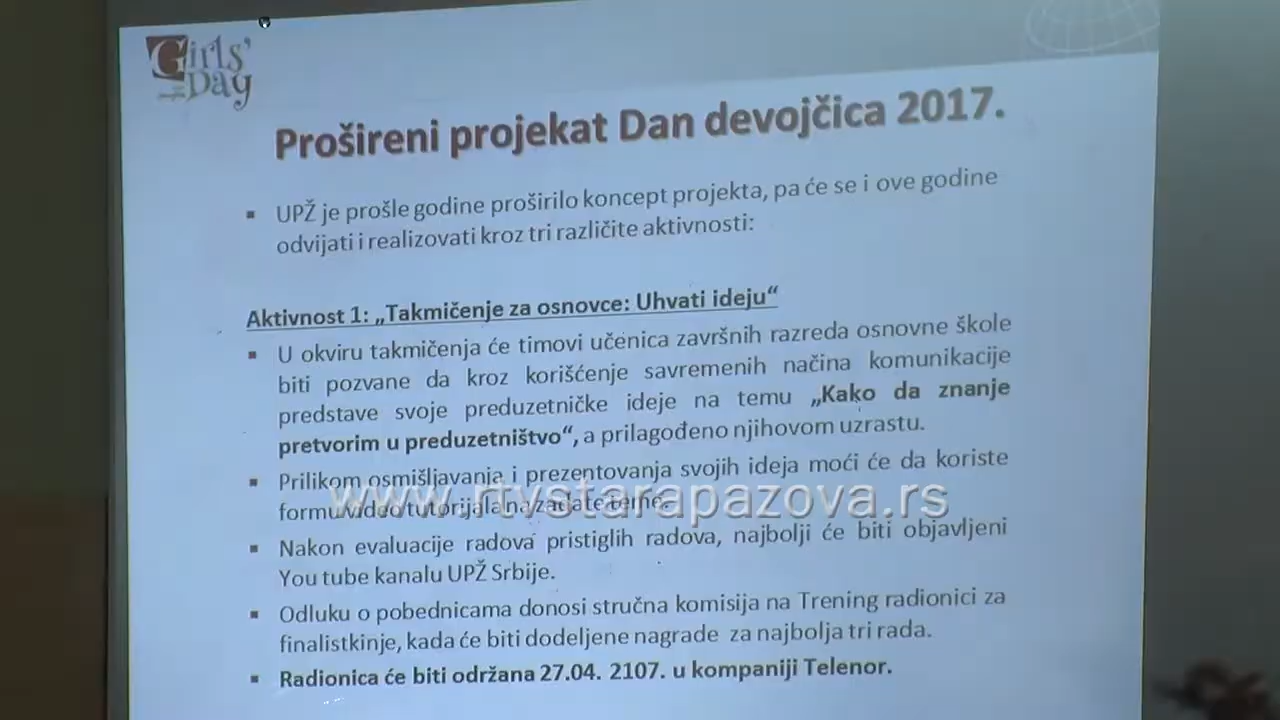 Girls'
Day
Prošireni projekat Dan devojčica 2017.
▪ UPŽ je prošle godine proširilo koncept projekta, pa će se i ove godine
odvijati i realizovati kroz tri različite aktivnosti:
Aktivnost 1: „Takmičenje za osnovce: Uhvati ideju“
▪ U okviru takmičenja će timovi učenica završnih razreda osnovne škole
biti pozvane da kroz korišćenje savremenih načina komunikacije
predstave svoje preduzetničke ideje na temu „Kako da znanje
pretvorim u preduzetništvo“, a prilagođeno njihovom uzrastu.
▪ Prilikom osmišljavanja i prezentovanja svojih ideja moći će da koriste
formu video tutorijala na zadate teme.
www.rtvstarapazova.rs
▪ Nakon evaluacije radova pristiglih radova, najbolji će biti objavljeni
You tube kanalu UPŽ Srbije.
▪ Odluku o pobednicama donosi stručna komisija na Trening radionici za
finalistkinje, kada će biti dodeljene nagrade za najbolja tri rada.
▪ Radionica će biti održana 27.04. 2107. u kompaniji Telenor.